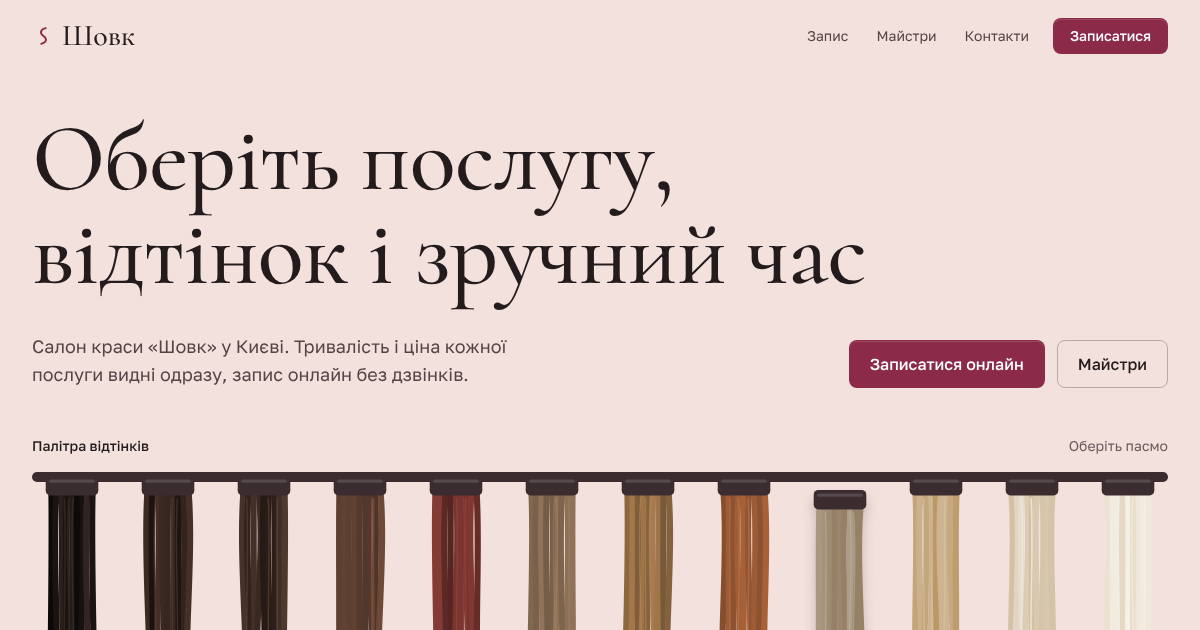 Шовк
Запис Майстри Контакти Записатися
Оберіть послугу,
відтінок і зручний час
Салон краси «Шовк» у Києві. Тривалість і ціна кожної
послуги видні одразу, запис онлайн без дзвінків.
Записатися онлайн Майстри
Палітра відтінків Оберіть пасмо